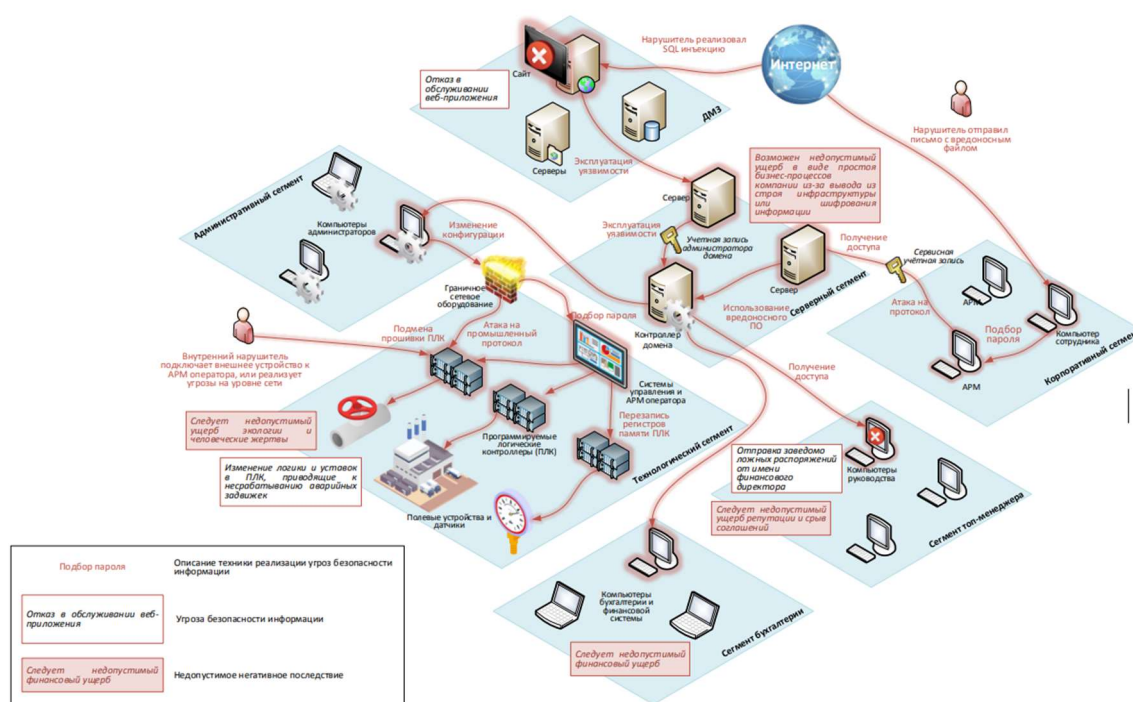 Нарушитель реализовал
SQL инъекцию
Интернет
Сайт
Отказ в
обслуживании
веб-приложения
ДМЗ
Серверы
Эксплуатация
уязвимости
Нарушитель отправил
письмо с вредоносным
файлом
Возможен недопустимый
ущерб в виде простоя
бизнес-процессов
компании из-за вывода из
строя инфраструктуры
или шифрования
информации
Административный сегмент
Компьютеры
администраторов
Изменение
конфигурации
Сервер
Эксплуатация
уязвимости
Учетная запись
администратора
домена
Сервер
Получение
доступа
Сервисная
учётная запись
Серверный сегмент
Контроллер
домена
Использование
вредоносного
ПО
АРМ
Атака на
протокол
Подбор
пароля
Компьютер
сотрудника
АРМ
Корпоративный сегмент
Граничное
сетевое
оборудование
Подмена
прошивки ПЛК
Атака на
промышленный
протокол
Подбор пароля
Внутренний нарушитель
подключает внешнее устройство к
АРМ оператора, или реализует
угрозы на уровне сети
Системы
управления и
АРМ оператора
Получение
доступа
Следует недопустимый
ущерб экологии и
человеческие жертвы
Программируемые
логические
контроллеры (ПЛК)
Перезапись
регистров
памяти ПЛК
Технологический сегмент
Изменение логики и уставок
в ПЛК, приводящие к
несрабатыванию аварийных
задвижек
Полевые устройства и
датчики
Отправка заведомо
ложных распоряжений
от имени
финансового
директора
Компьютеры
руководства
Следует недопустимый
ущерб репутации и срыв
соглашений
Сегмент топ-менеджера
Компьютеры
бухгалтерии и
финансовой
системы
Следует недопустимый
финансовый ущерб
Сегмент бухгалтерии
Подбор пароля
Описание техники реализации угроз безопасности
информации
Отказ в обслуживании веб-
приложения
Угроза безопасности информации
Следует недопустимый
финансовый ущерб
Недопустимое негативное последствие